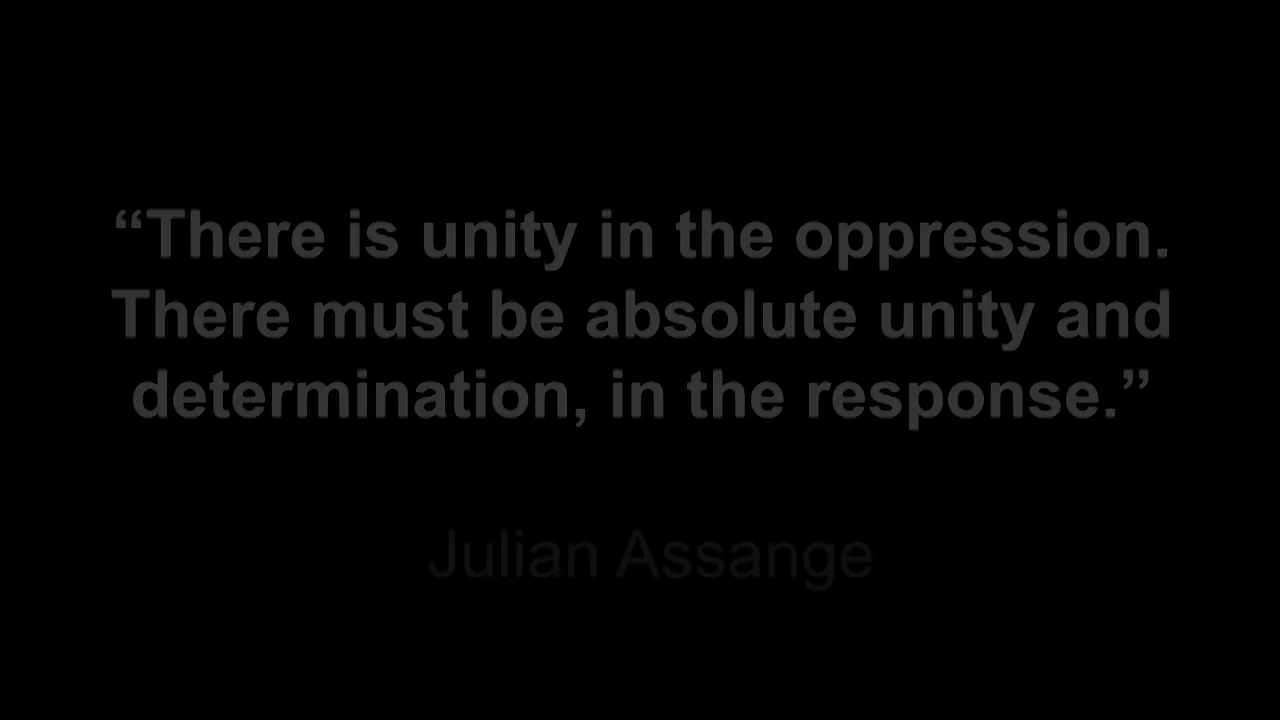 “There is unity in the oppression.
There must be absolute unity and
determination, in the response.”
Julian Assange